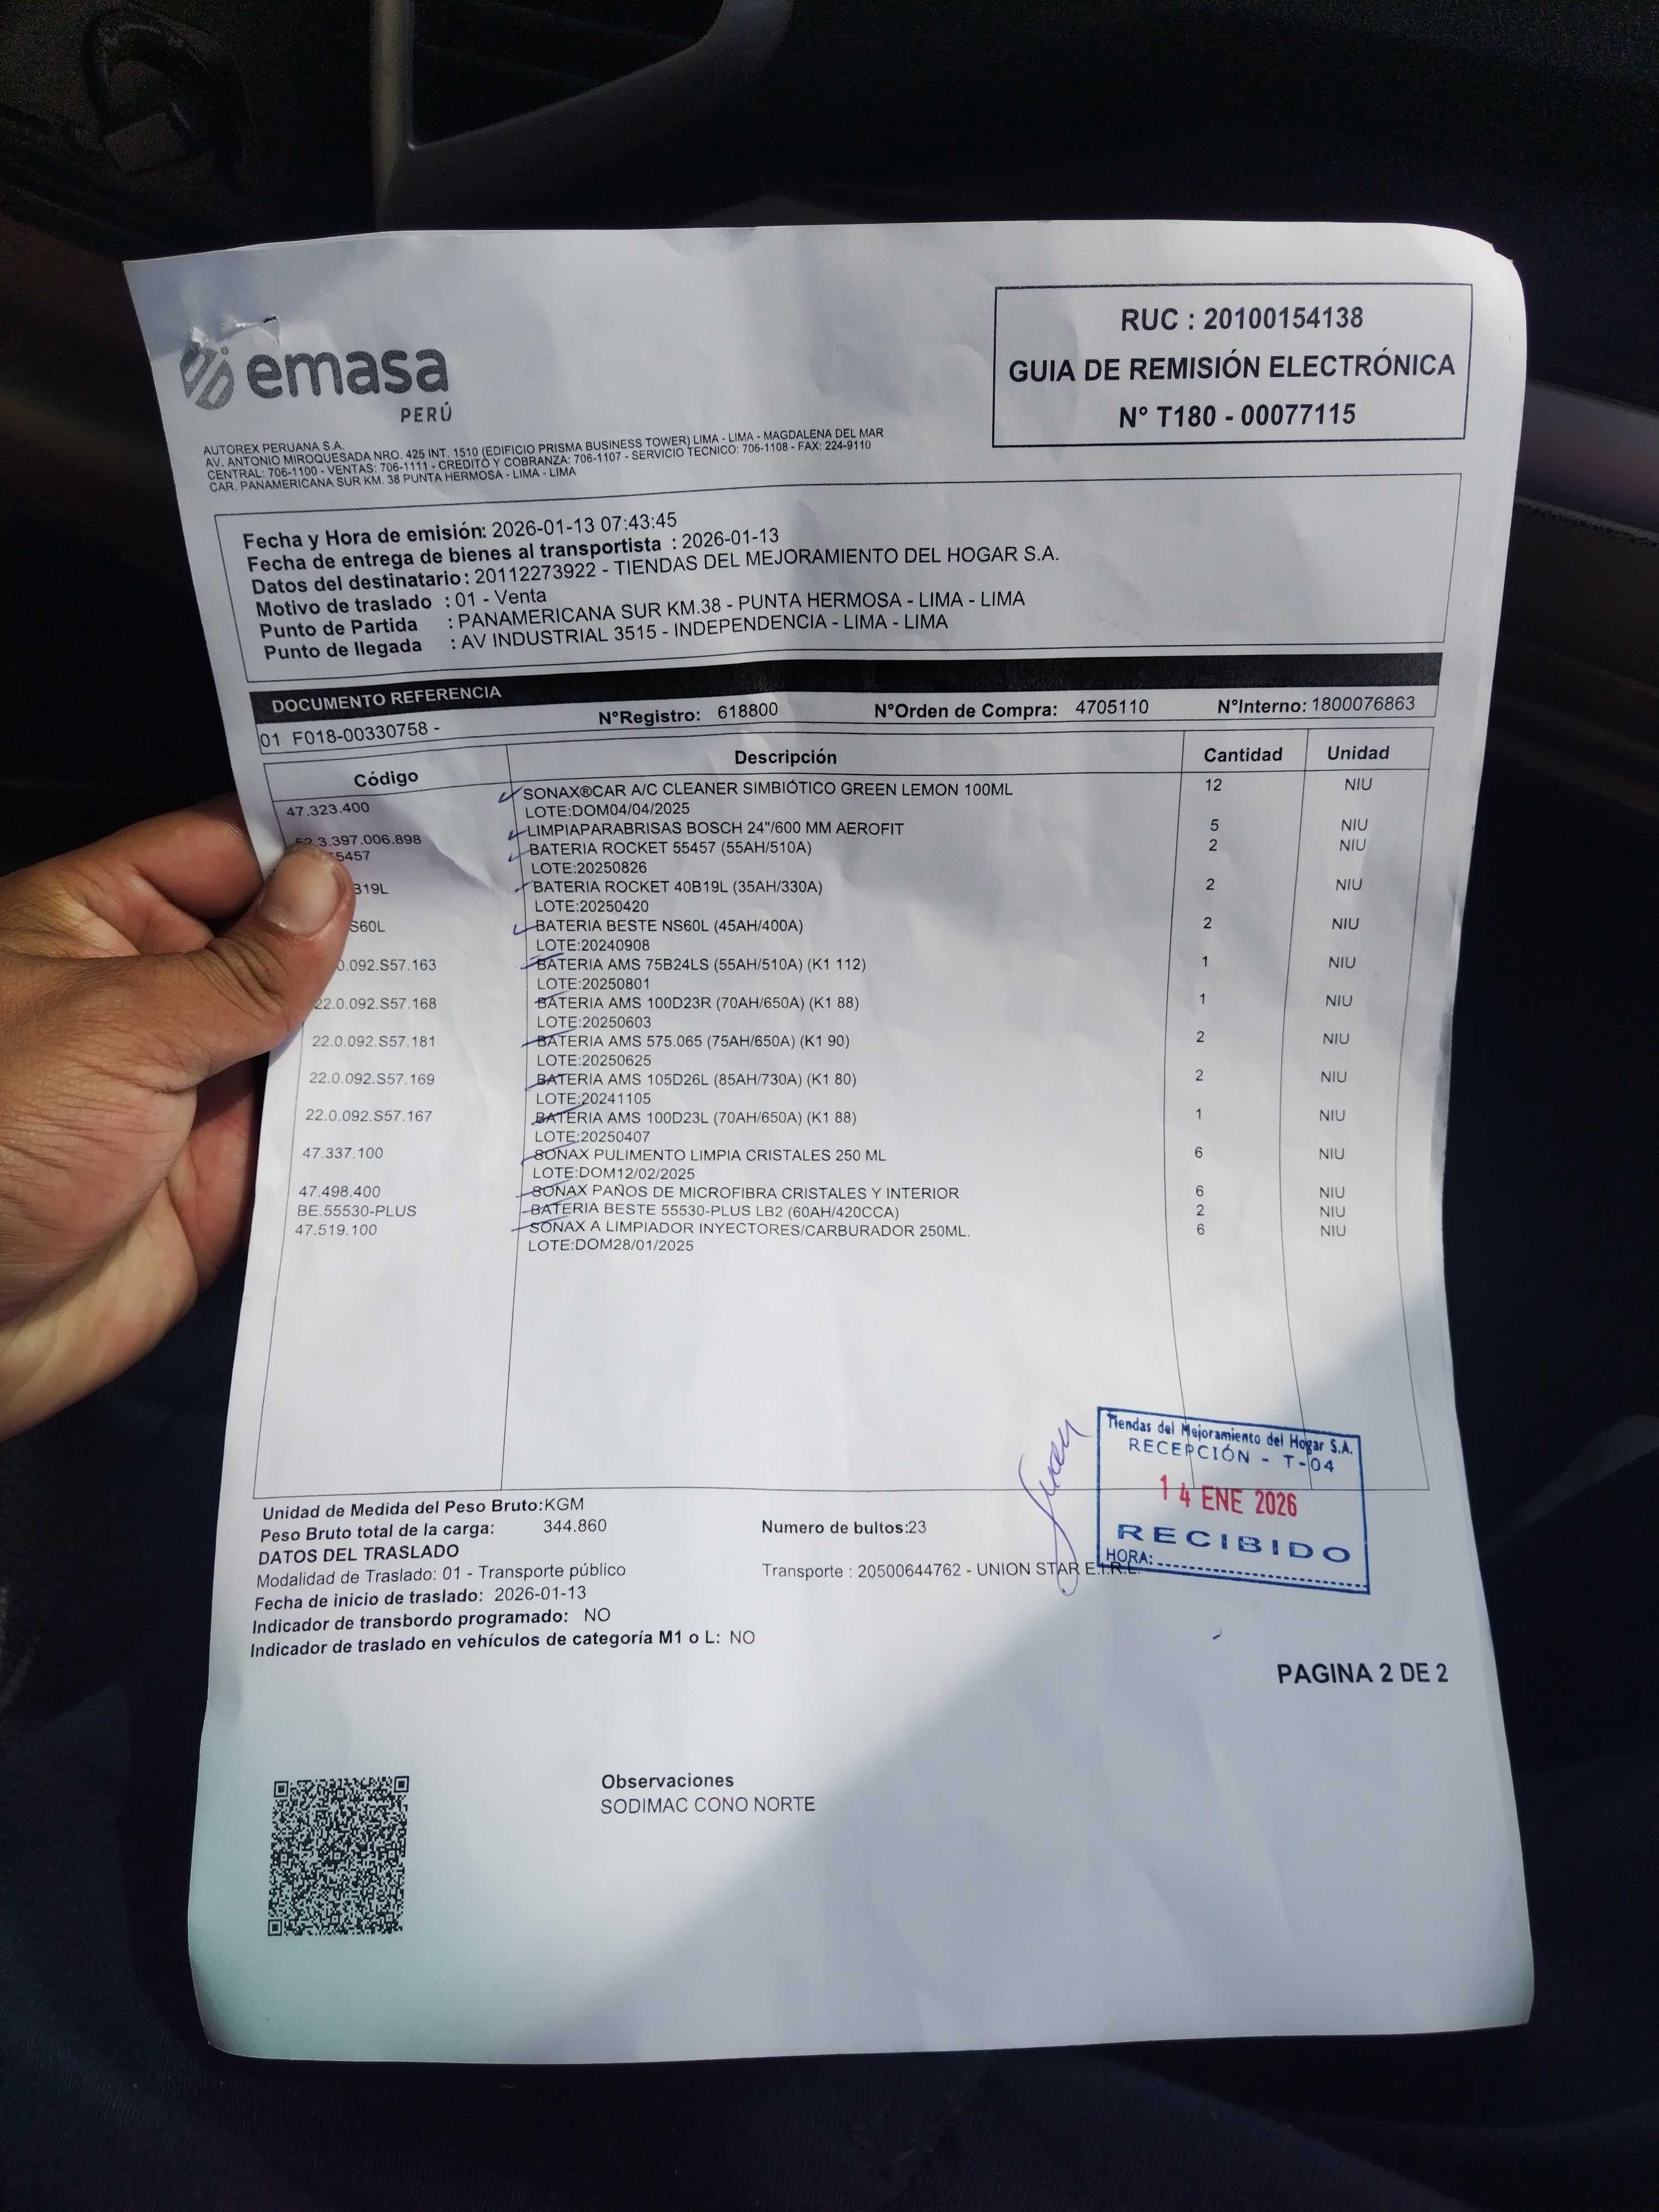 emasa
PERÚ
RUC : 20100154138
GUIA DE REMISIÓN ELECTRÓNICA
N° T180 - 00077115
AUTOREX PERUANA S.A.
AV. ANTONIO MIROQUESADA NRO. 425 INT. 1510 (EDIFICIO PRISMA BUSINESS TOWER) LIMA - LIMA - MAGDALENA DEL MAR
CENTRAL: 706-1100 - VENTAS: 706-1111 - CREDITO Y COBRANZA: 706-1107 - SERVICIO TECNICO: 706-1108 - FAX: 224-9110
CAR. PANAMERICANA SUR KM. 38 PUNTA HERMOSA - LIMA - LIMA
Fecha y Hora de emisión: 2026-01-13 07:43:45
Fecha de entrega de bienes al transportista : 2026-01-13
Datos del destinatario: 20112273922 - TIENDAS DEL MEJORAMIENTO DEL HOGAR S.A.
Motivo de traslado : 01 - Venta
Punto de Partida : PANAMERICANA SUR KM.38 - PUNTA HERMOSA - LIMA - LIMA
Punto de llegada : AV INDUSTRIAL 3515 - INDEPENDENCIA - LIMA - LIMA
DOCUMENTO REFERENCIA
01 F018-00330758 - N°Registro: 618800 N°Orden de Compra: 4705110 N°Interno: 1800076863
Código Descripción Cantidad Unidad
47.323.400 SONAX®CAR A/C CLEANER SIMBIÓTICO GREEN LEMON 100ML 12 NIU
LOTE:DOM04/04/2025
3.397.006.898 LIMPIAPARABRISAS BOSCH 24"/600 MM AEROFIT 5 NIU
5457 BATERIA ROCKET 55457 (55AH/510A) 2 NIU
LOTE:20250826
B19L BATERIA ROCKET 40B19L (35AH/330A) 2 NIU
LOTE:20250420
S60L BATERIA BESTE NS60L (45AH/400A) 2 NIU
LOTE:20240908
0.092.S57.163 BATERIA AMS 75B24LS (55AH/510A) (K1 112) 1 NIU
LOTE:20250801
22.0.092.S57.168 BATERIA AMS 100D23R (70AH/650A) (K1 88) 1 NIU
LOTE:20250603
22.0.092.S57.181 BATERIA AMS 575.065 (75AH/650A) (K1 90) 2 NIU
LOTE:20250625
22.0.092.S57.169 BATERIA AMS 105D26L (85AH/730A) (K1 80) 2 NIU
LOTE:20241105
22.0.092.S57.167 BATERIA AMS 100D23L (70AH/650A) (K1 88) 1 NIU
LOTE:20250407
47.337.100 SONAX PULIMENTO LIMPIA CRISTALES 250 ML 6 NIU
LOTE:DOM12/02/2025
47.498.400 SONAX PAÑOS DE MICROFIBRA CRISTALES Y INTERIOR 6 NIU
BE.55530-PLUS BATERIA BESTE 55530-PLUS LB2 (60AH/420CCA) 2 NIU
47.519.100 SONAX A LIMPIADOR INYECTORES/CARBURADOR 250ML. 6 NIU
LOTE:DOM28/01/2025
Tiendas del Mejoramiento del Hogar S.A.
RECEPCIÓN - T-04
14 ENE 2026
RECIBIDO
HORA:
Unidad de Medida del Peso Bruto:KGM
Peso Bruto total de la carga: 344.860 Numero de bultos:23
DATOS DEL TRASLADO
Modalidad de Traslado: 01 - Transporte público Transporte : 20500644762 - UNION STAR E.I.R.L.
Fecha de inicio de traslado: 2026-01-13
Indicador de transbordo programado: NO
Indicador de traslado en vehículos de categoría M1 o L: NO
PAGINA 2 DE 2
Observaciones
SODIMAC CONO NORTE